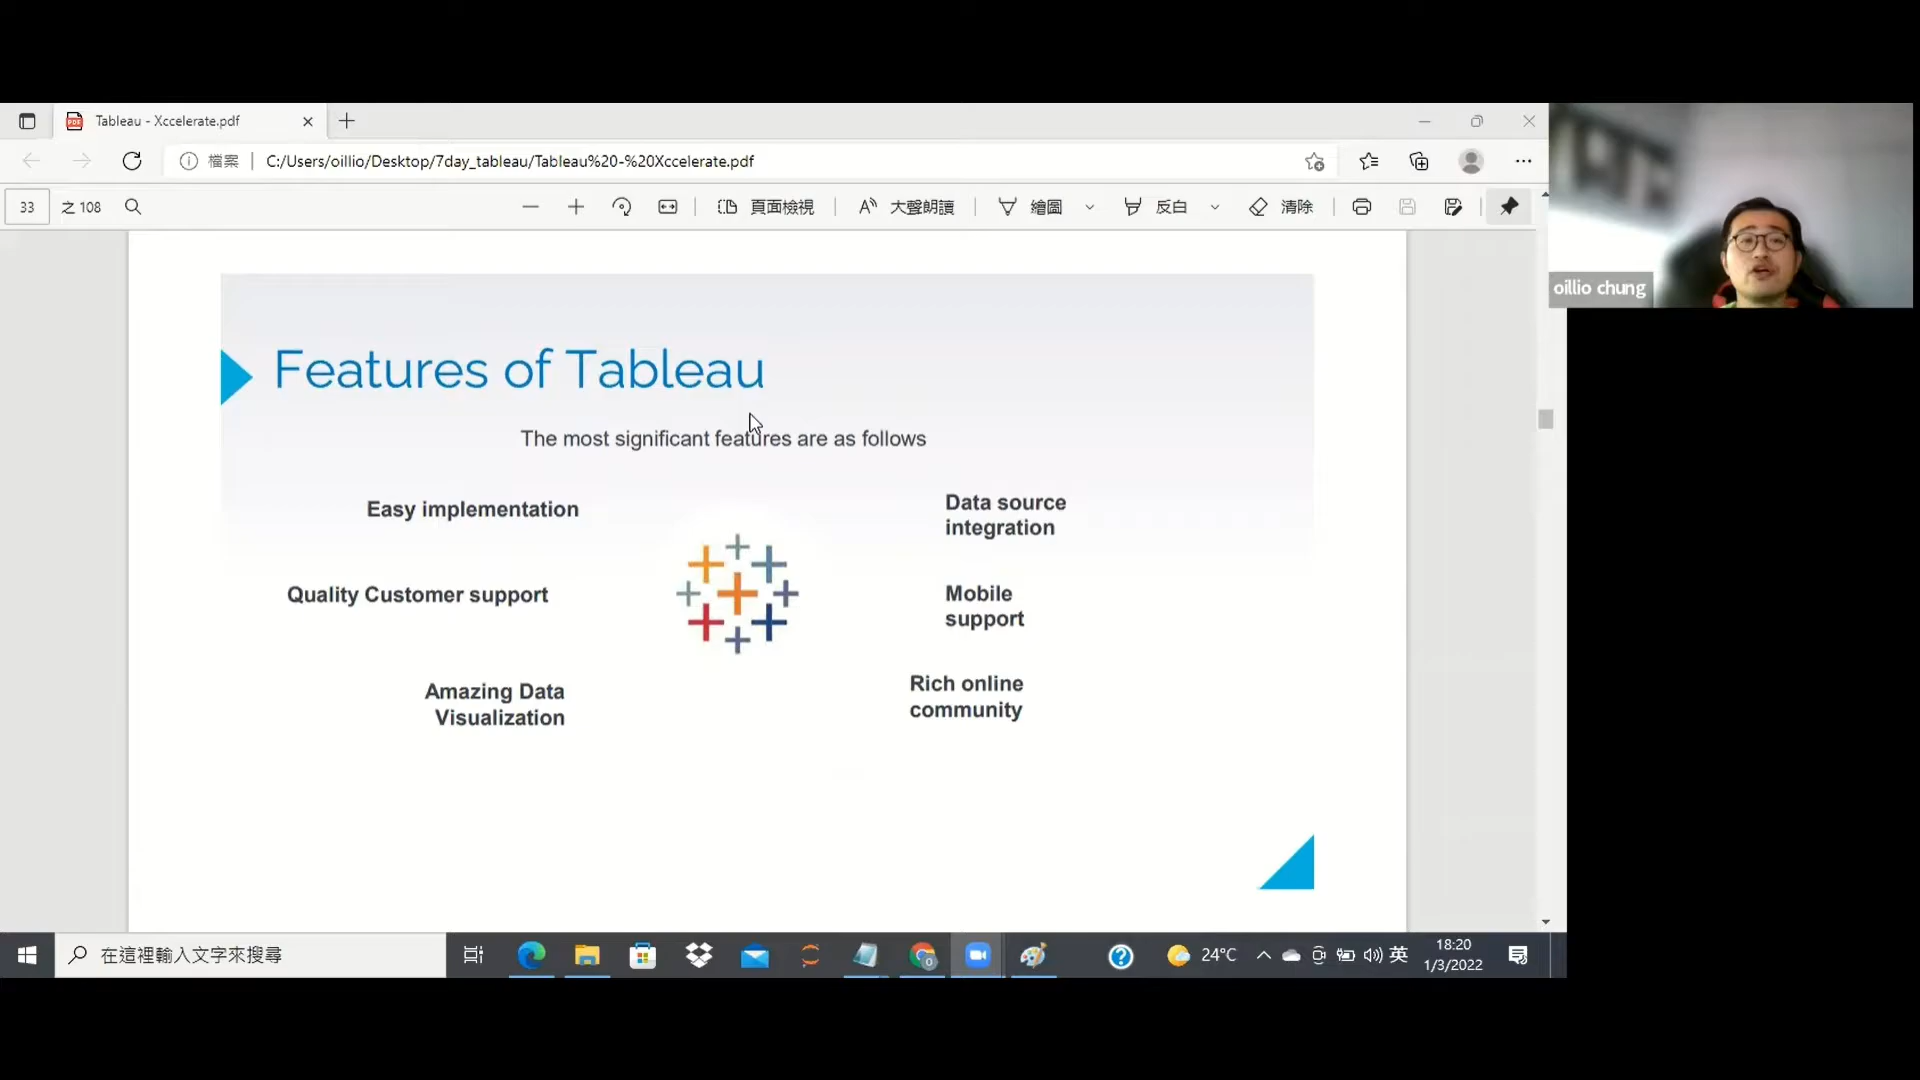 Tableau - Xccelerate.pdf
檔案
C:/Users/oillio/Desktop/7day_tableau/Tableau%20-%20Xccelerate.pdf
33 之 108
頁面檢視
大聲朗讀
繪圖
反白
清除
oillio chung
Features of Tableau
The most significant features are as follows
Easy implementation
Data source
integration
Quality Customer support
Mobile
support
Amazing Data
Visualization
Rich online
community
在這裡輸入文字來搜尋
24°C
英
18:20
1/3/2022